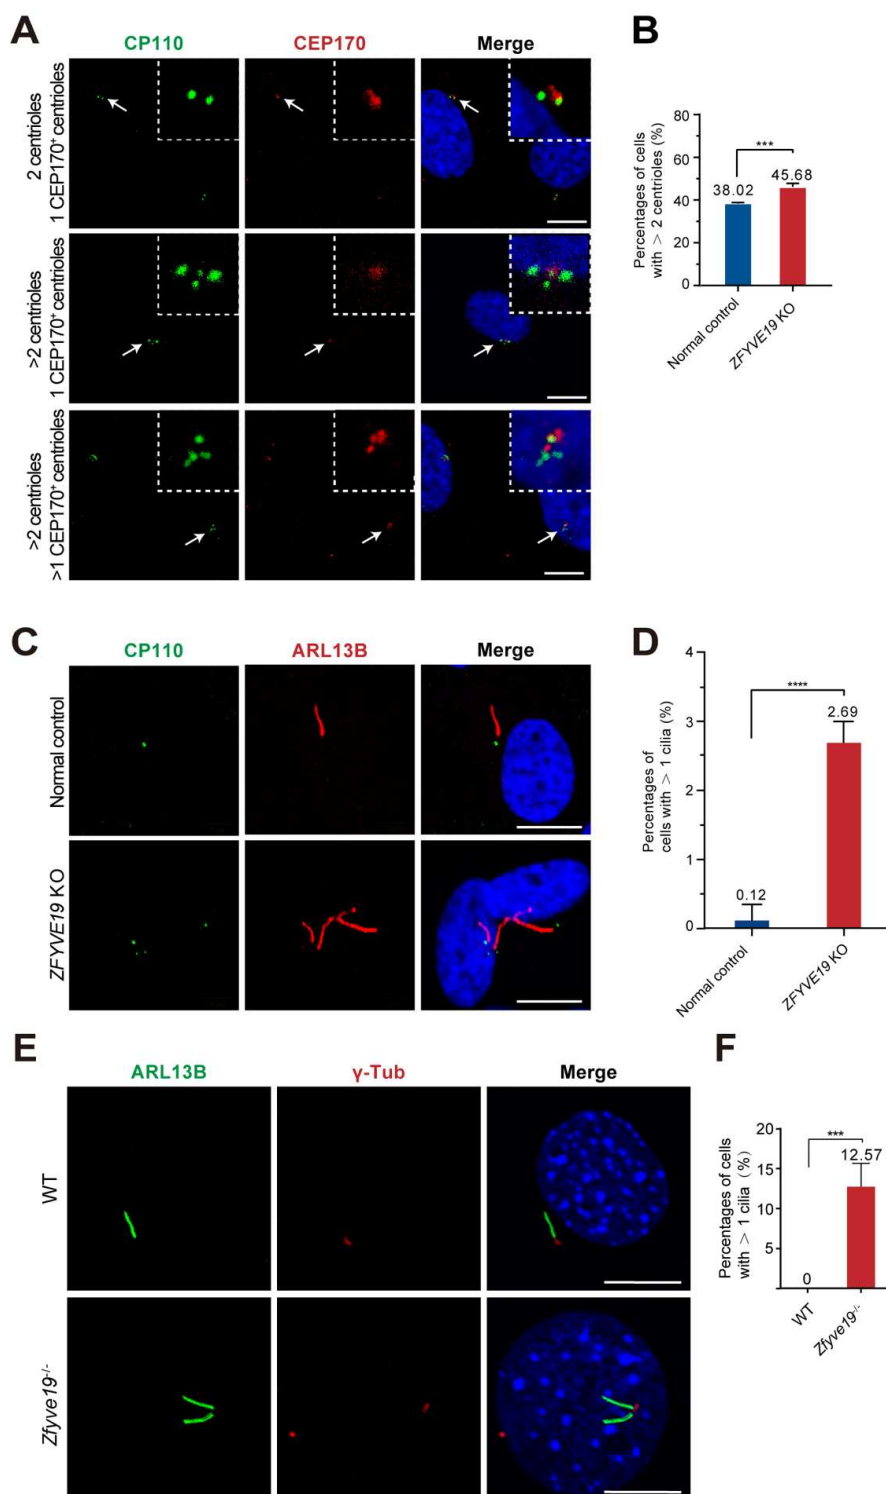 A
CP110
CEP170
Merge
2 centrioles
1 CEP170⁺ centrioles
>2 centrioles
1 CEP170⁺ centrioles
>2 centrioles
>1 CEP170⁺ centrioles
B
Percentages of cells
with > 2 centrioles (%)
80
60
40
20
0
38.02
***
45.68
Normal control
ZFYVE19 KO
C
CP110
ARL13B
Merge
Normal control
ZFYVE19 KO
D
Percentages of
cells with > 1 cilia (%)
4
3
2
1
0
0.12
****
2.69
Normal control
ZFYVE19 KO
E
ARL13B
γ-Tub
Merge
WT
Zfyve19⁻/⁻
F
Percentages of cells
with > 1 cilia (%)
20
15
10
5
0
***
12.57
WT
Zfyve19⁻/⁻